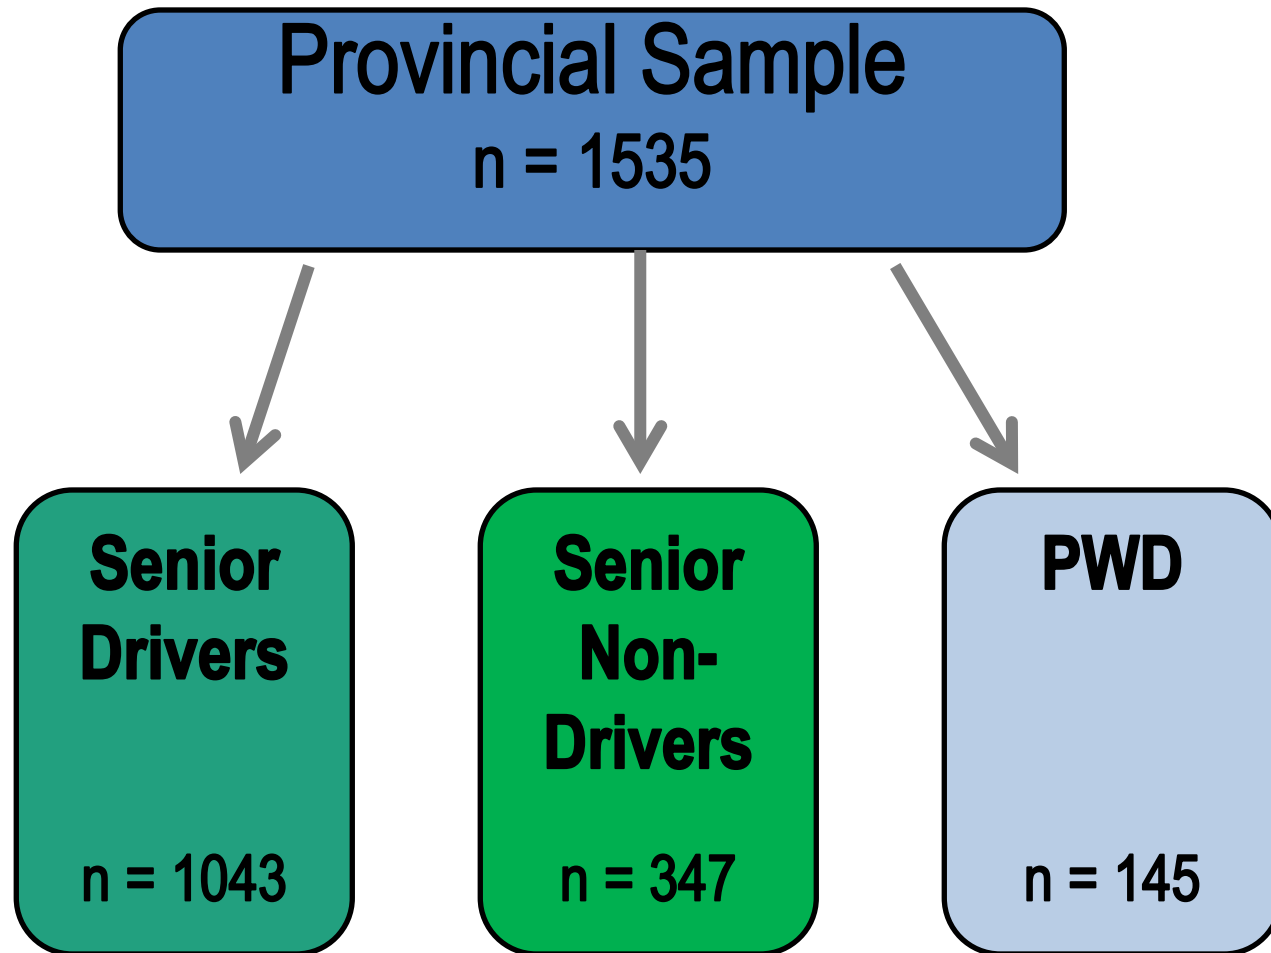 Provincial Sample
n = 1535
Senior
Drivers
n = 1043
Senior
Non-
Drivers
n = 347
PWD
n = 145